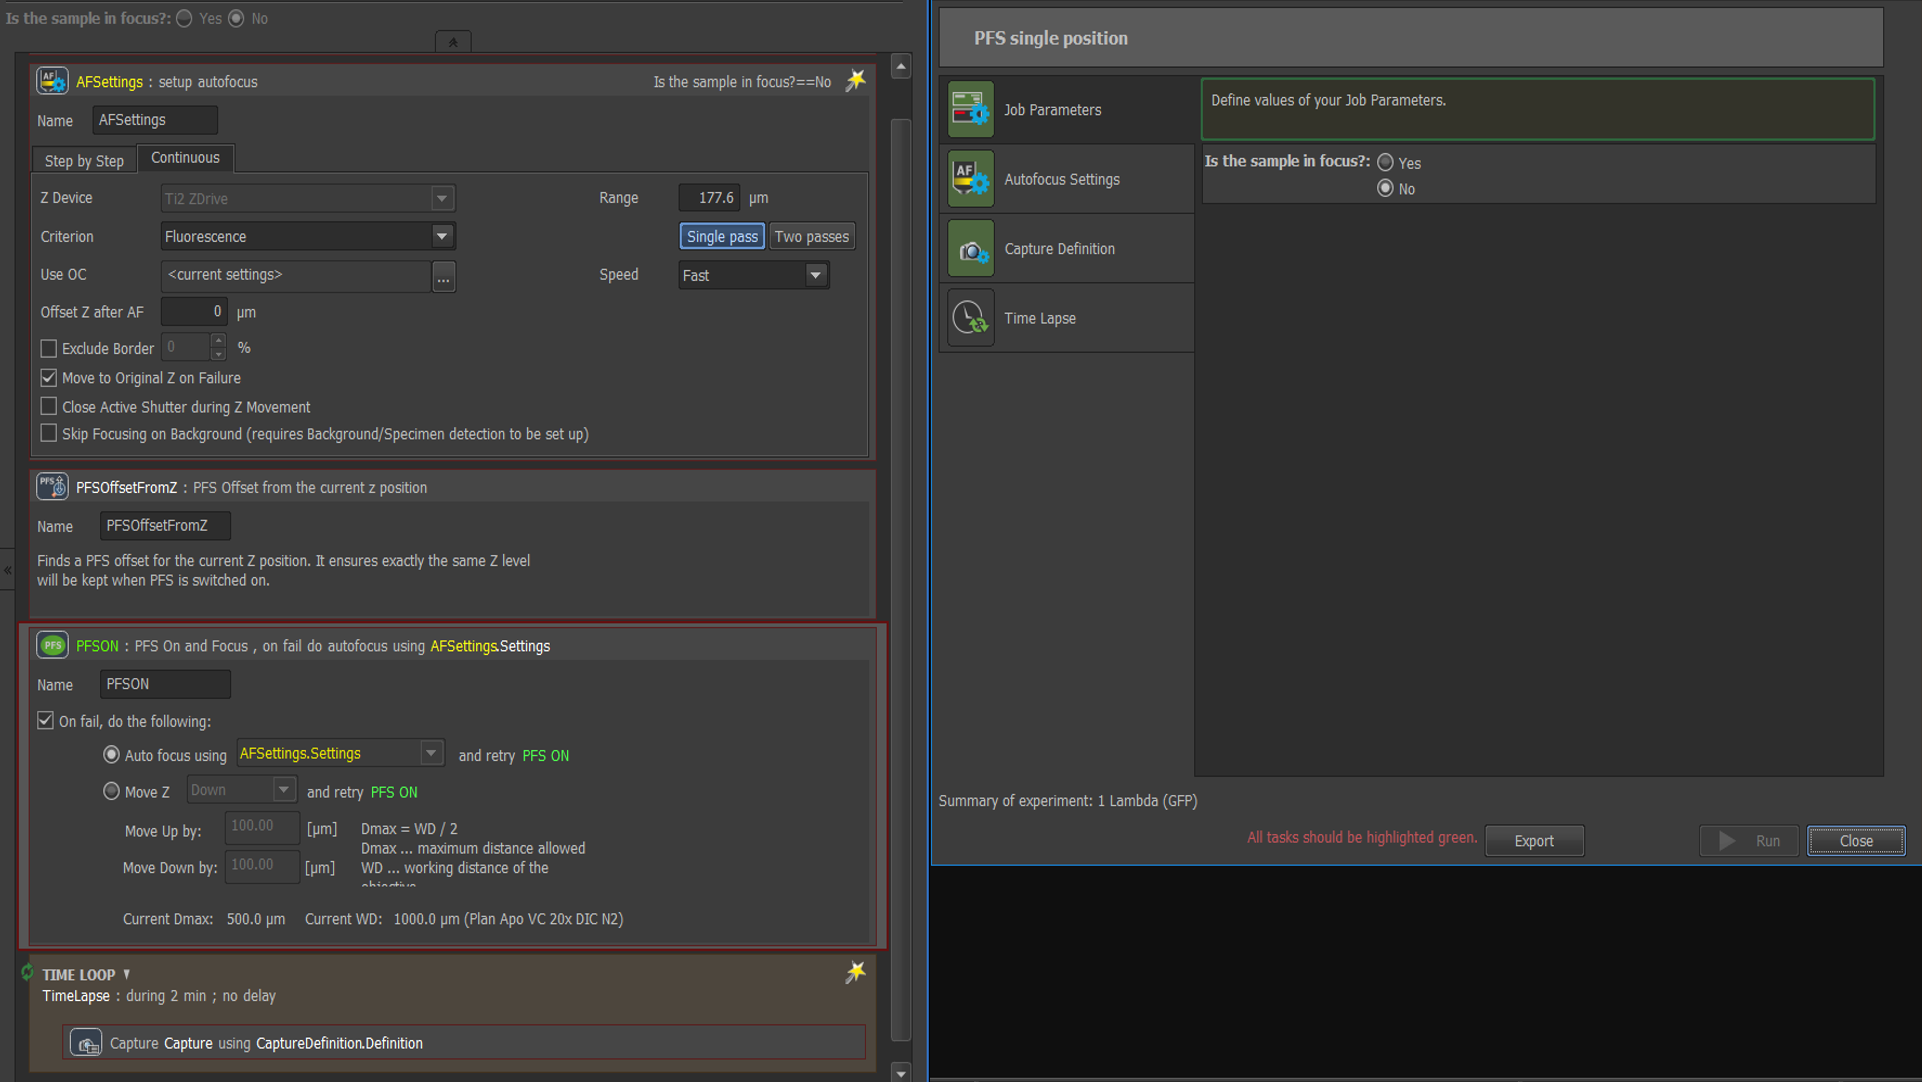 Is the sample in focus?: Yes No
AFSettings : setup autofocus Is the sample in focus?==No
Name AFSettings
Step by Step Continuous
Z Device Ti2 ZDrive Range 177.6 µm
Criterion Fluorescence Single pass Two passes
Use OC <current settings> ... Speed Fast
Offset Z after AF 0 µm
Exclude Border 0 %
Move to Original Z on Failure
Close Active Shutter during Z Movement
Skip Focusing on Background (requires Background/Specimen detection to be set up)
PFSOffsetFromZ : PFS Offset from the current z position
Name PFSOffsetFromZ
Finds a PFS offset for the current Z position. It ensures exactly the same Z level
will be kept when PFS is switched on.
PFS PFSON : PFS On and Focus , on fail do autofocus using AFSettings.Settings
Name PFSON
On fail, do the following:
Auto focus using AFSettings.Settings and retry PFS ON
Move Z Down and retry PFS ON
Move Up by: 100.00 [µm] Dmax = WD / 2
Dmax ... maximum distance allowed
Move Down by: 100.00 [µm] WD ... working distance of the
objective
Current Dmax: 500.0 µm Current WD: 1000.0 µm (Plan Apo VC 20x DIC N2)
TIME LOOP
TimeLapse : during 2 min ; no delay
Capture Capture using CaptureDefinition.Definition
PFS single position
Job Parameters
AF Autofocus Settings
Capture Definition
Time Lapse
Define values of your Job Parameters.
Is the sample in focus?: Yes
No
Summary of experiment: 1 Lambda (GFP)
All tasks should be highlighted green. Export Run Close